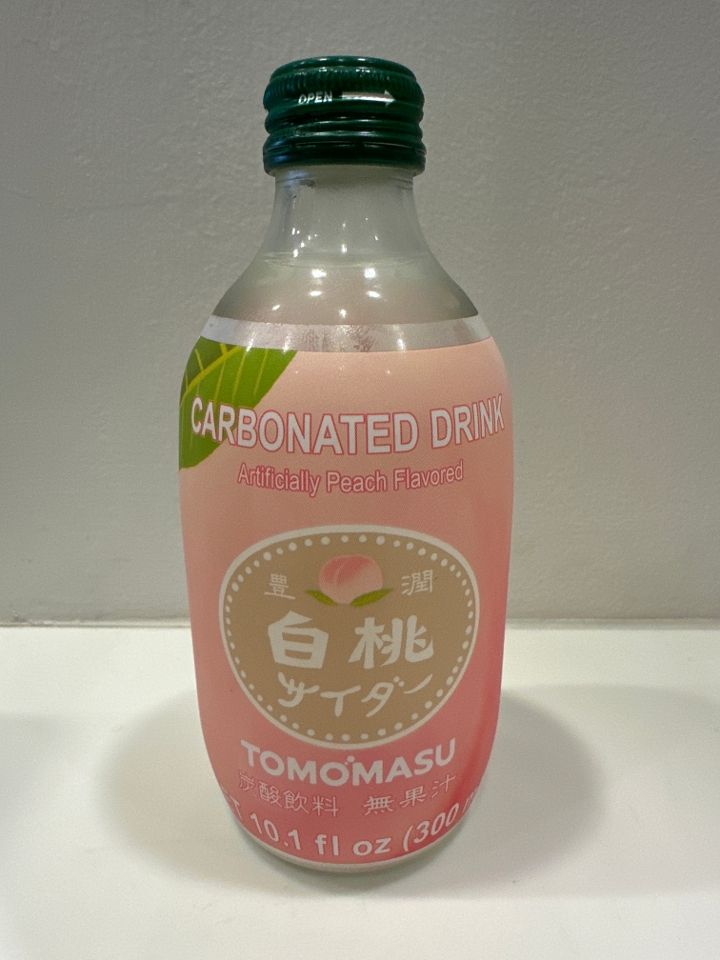 OPEN
CARBONATED DRINK
Artificially Peach Flavored
豊 潤
白桃
サイダー
TOMOMASU
炭酸飲料 無果汁
10.1 fl oz (300